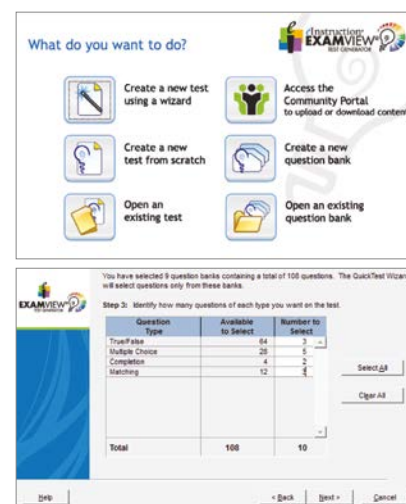 What do you want to do?
eInstruction
EXAMVIEW
TEST GENERATOR
Create a new test
using a wizard
Access the
Community Portal
to upload or download content
Create a new
test from scratch
Create a new
question bank
Open an
existing test
Open an existing
question bank
You have selected 9 question banks containing a total of 108 questions. The QuickTest Wizard
will select questions only from these banks.
EXAMVIEW
Step 3: Identify how many questions of each type you want on the test.
Question Type Available to Select Number to Select
True/False 64 3
Multiple Choice 28 5
Completion 4 2
Matching 12
Select All
Clear All
Total 108 10
Help < Back Next > Cancel